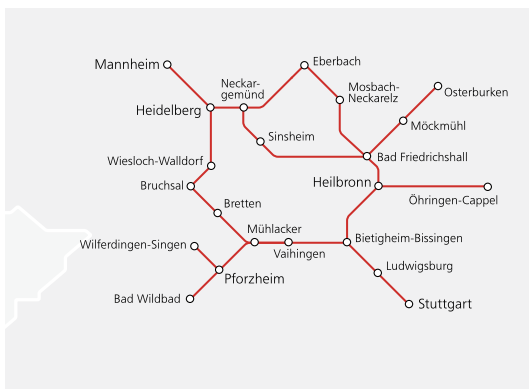 Mannheim
Eberbach
Neckar-
gemünd
Mosbach-
Neckarelz
Osterburken
Heidelberg
Möckmühl
Sinsheim
Wiesloch-Walldorf
Bad Friedrichshall
Bruchsal
Heilbronn
Öhringen-Cappel
Bretten
Mühlacker
Wilferdingen-Singen
Bietigheim-Bissingen
Vaihingen
Pforzheim
Ludwigsburg
Bad Wildbad
Stuttgart